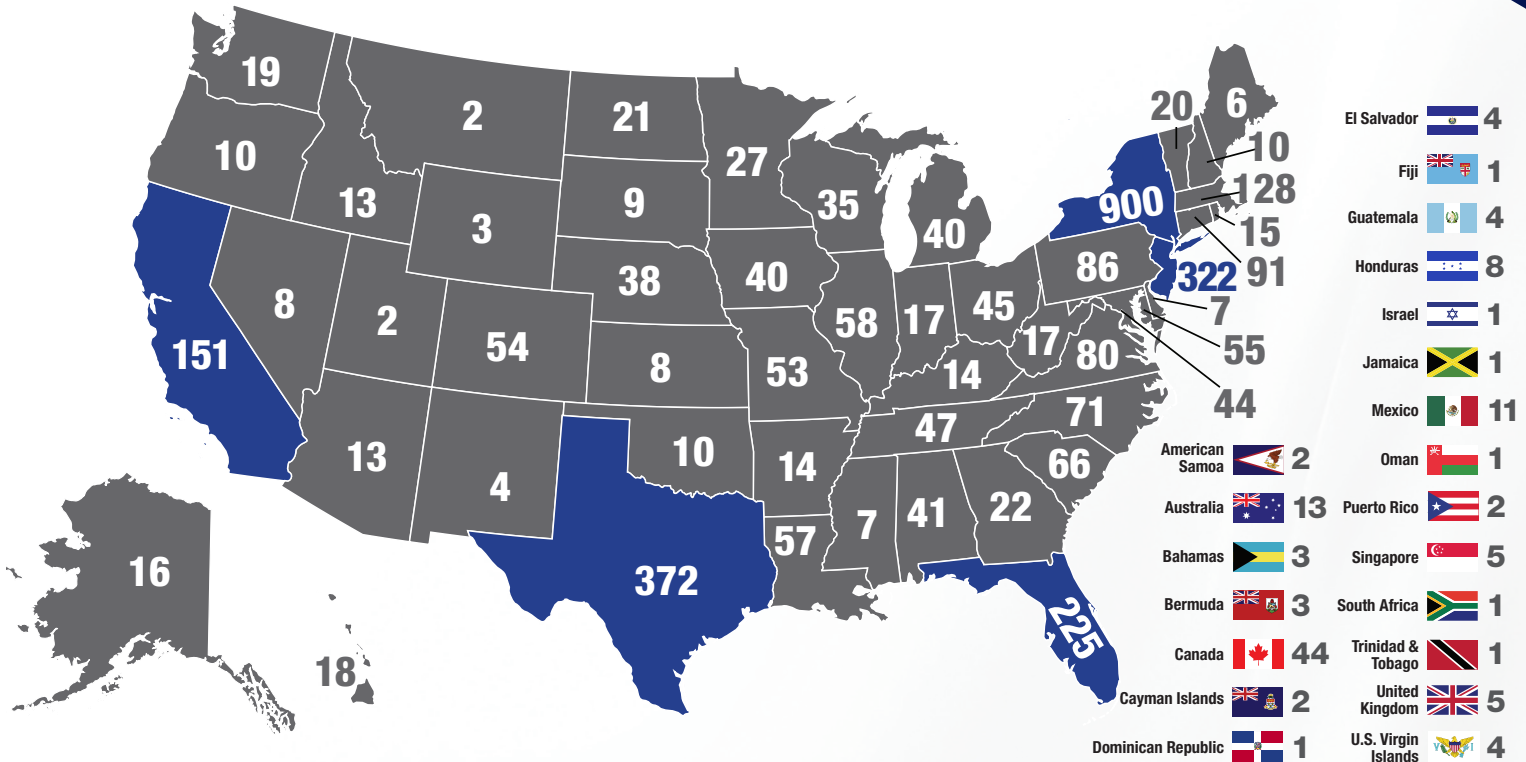 19
2
21
27
20
6
10
13
3
9
35
40
900
10
128
15
91
322
7
55
44
8
2
54
38
40
58
17
45
86
17
80
151
8
53
14
71
47
13
4
10
14
66
7
41
22
57
372
225
16
18
El Salvador 4
Fiji 1
Guatemala 4
Honduras 8
Israel 1
Jamaica 1
Mexico 11
American
Samoa 2
Australia 13
Bahamas 3
Bermuda 3
Canada 44
Cayman Islands 2
Dominican Republic 1
Oman 1
Puerto Rico 2
Singapore 5
South Africa 1
Trinidad &
Tobago 1
United
Kingdom 5
U.S. Virgin
Islands 4
V I